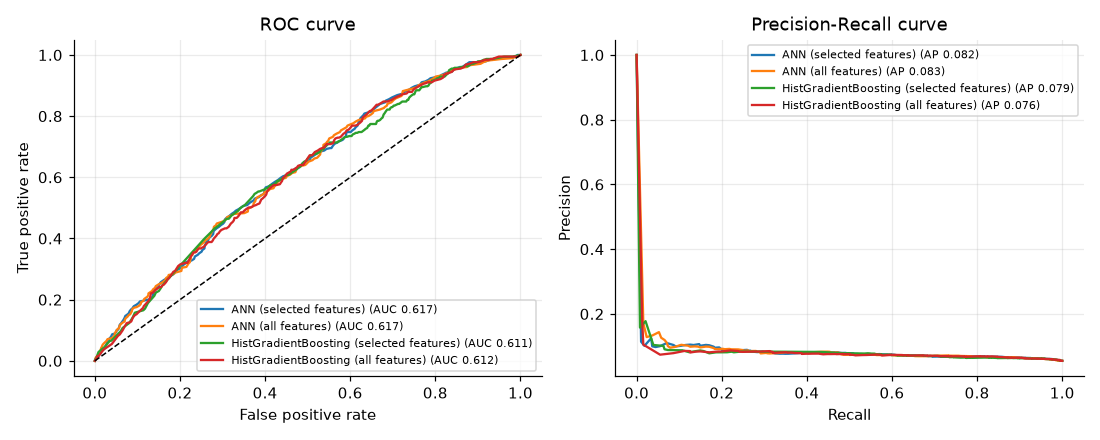 ROC curve
True positive rate
1.0
0.8
0.6
0.4
0.2
0.0
0.0 0.2 0.4 0.6 0.8 1.0
False positive rate
ANN (selected features) (AUC 0.617)
ANN (all features) (AUC 0.617)
HistGradientBoosting (selected features) (AUC 0.611)
HistGradientBoosting (all features) (AUC 0.612)
Precision-Recall curve
Precision
1.0
0.8
0.6
0.4
0.2
0.0 0.2 0.4 0.6 0.8 1.0
Recall
ANN (selected features) (AP 0.082)
ANN (all features) (AP 0.083)
HistGradientBoosting (selected features) (AP 0.079)
HistGradientBoosting (all features) (AP 0.076)